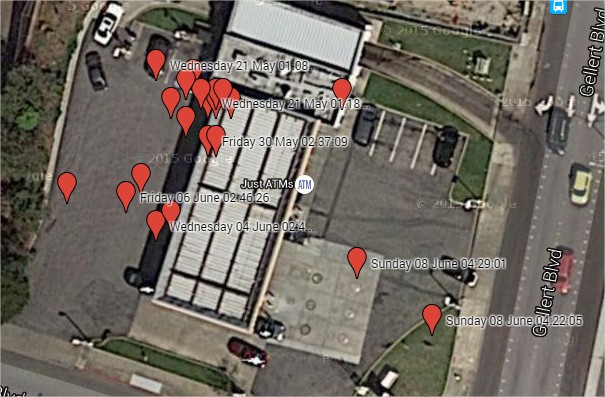 Gellert Blvd
Wednesday 21 May 01:08...
Wednesday 21 May 01:18...
Friday 30 May 02:37:09
2015 Google
Just ATMs
ATM
Friday 06 June 02:46:26
Wednesday 04 June 02:4...
Sunday 08 June 04:29:01
Gellert Blvd
Sunday 08 June 04:22:05